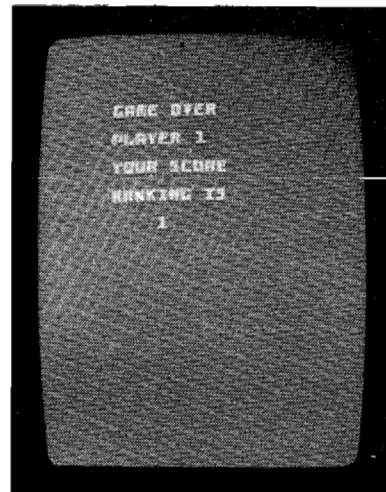 GAME OVER
PLAYER 1
YOUR SCORE
RANKING IS
1